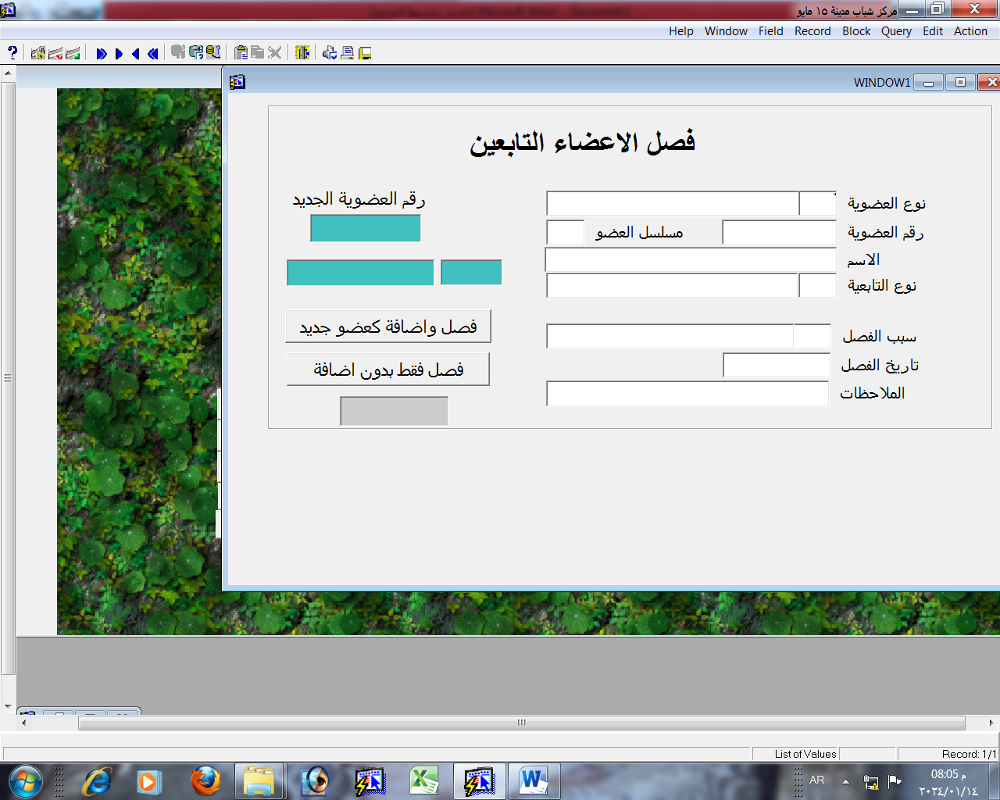 مركز شباب مدينة ١٥ مايو
Help Window Field Record Block Query Edit Action
WINDOW1
فصل الاعضاء التابعين
نوع العضوية
رقم العضوية الجديد
رقم العضوية
مسلسل العضو
الاسم
نوع التابعية
فصل واضافة كعضو جديد
سبب الفصل
تاريخ الفصل
فصل فقط بدون اضافة
الملاحظات
List of Values
Record: 1/1
AR
08:05 م
٢٠٢٤/٠١/١٤